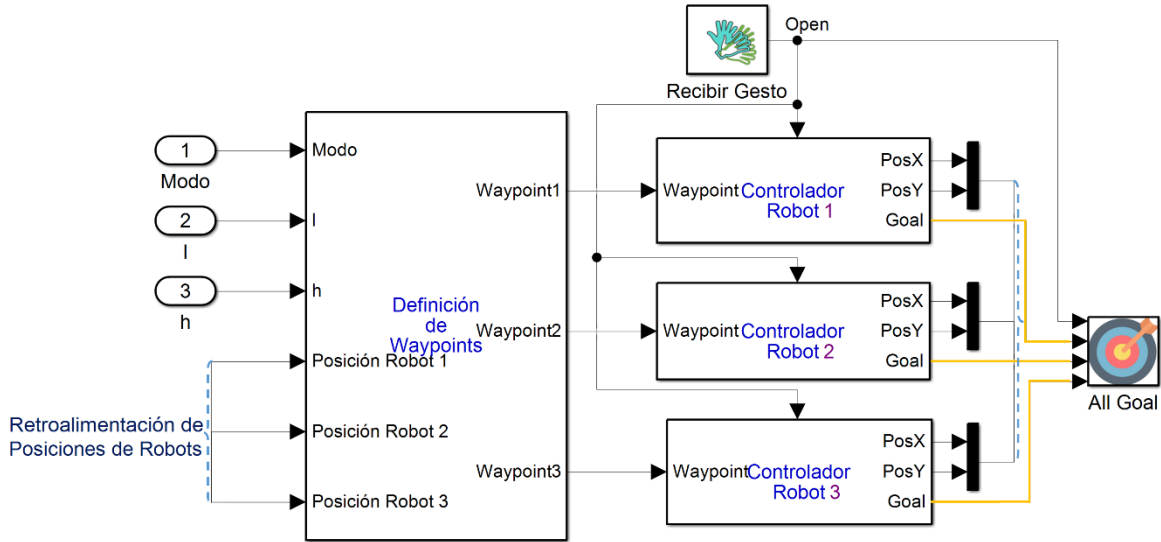 Open
Recibir Gesto
1
Modo
2
l
3
h
Retroalimentación de
Posiciones de Robots
Modo
l
h
Posición Robot 1
Posición Robot 2
Posición Robot 3
Definición
de
Waypoints
Waypoint1
Waypoint2
Waypoint3
Waypoint
Controlador
Robot 1
PosX
PosY
Goal
Waypoint
Controlador
Robot 2
PosX
PosY
Goal
Waypoint
Controlador
Robot 3
PosX
PosY
Goal
All Goal